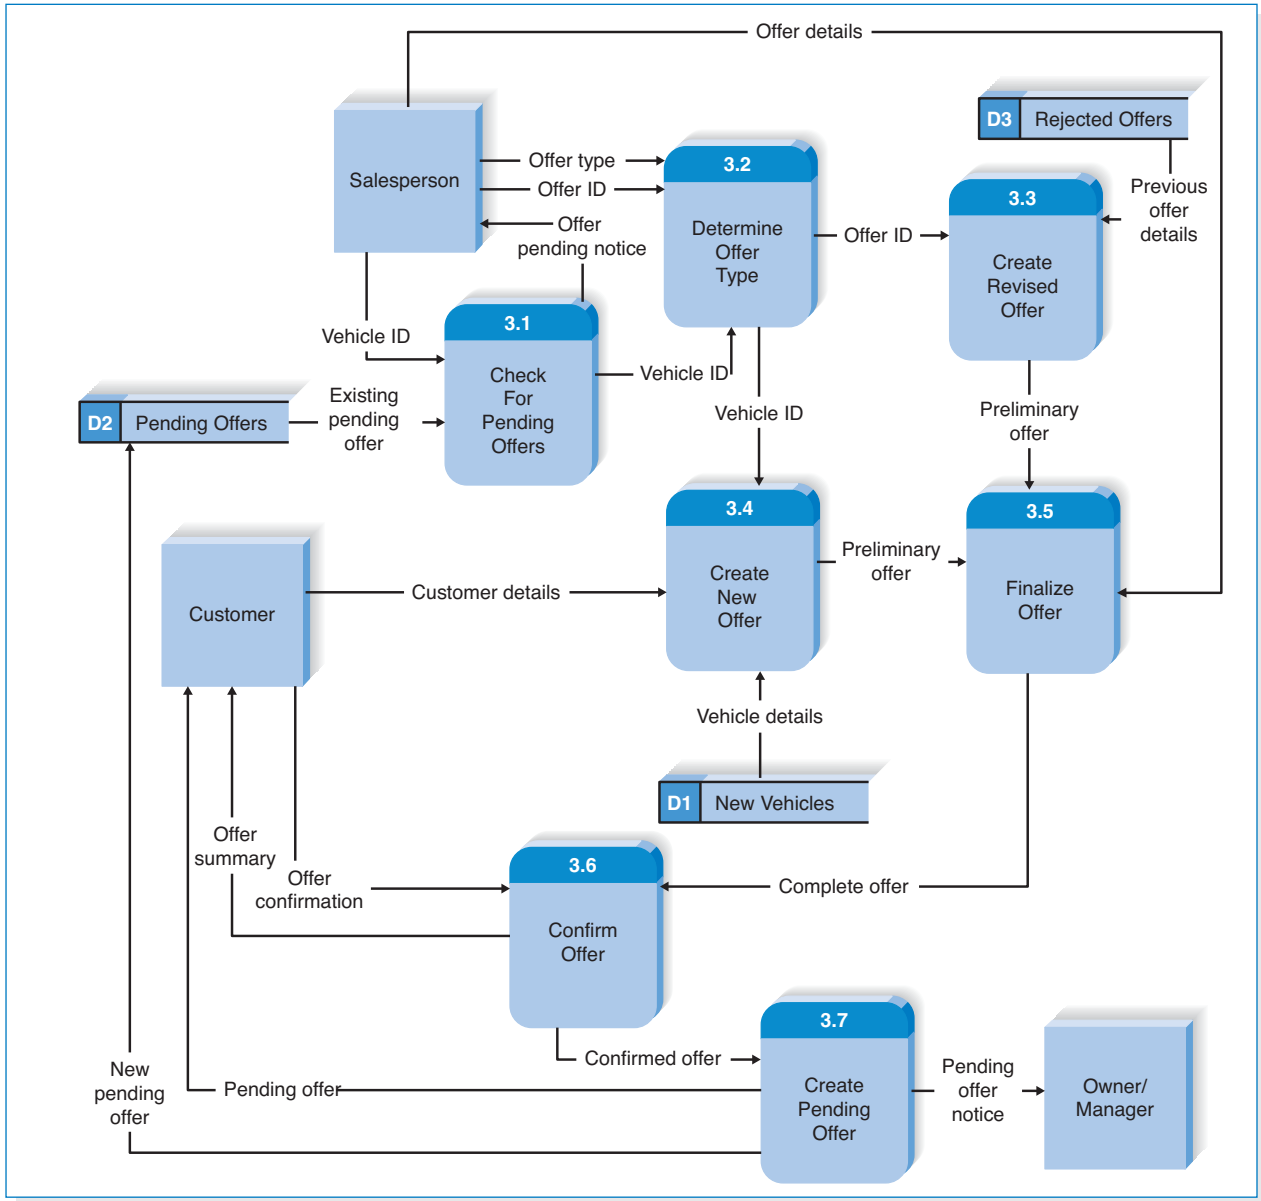 Offer details
D3 Rejected Offers
Salesperson
Offer type
Offer ID
Offer
pending notice
3.2
Determine
Offer
Type
Offer ID
3.3
Create
Revised
Offer
Previous
offer
details
Vehicle ID
3.1
Check
For
Pending
Offers
Vehicle ID
Vehicle ID
Preliminary
offer
D2 Pending Offers
Existing
pending
offer
3.4
Create
New
Offer
Preliminary
offer
3.5
Finalize
Offer
Customer
Customer details
Vehicle details
D1 New Vehicles
Offer
summary
Offer
confirmation
3.6
Confirm
Offer
Complete offer
Confirmed offer
3.7
Create
Pending
Offer
Pending
offer
notice
Owner/
Manager
New
pending
offer
Pending offer